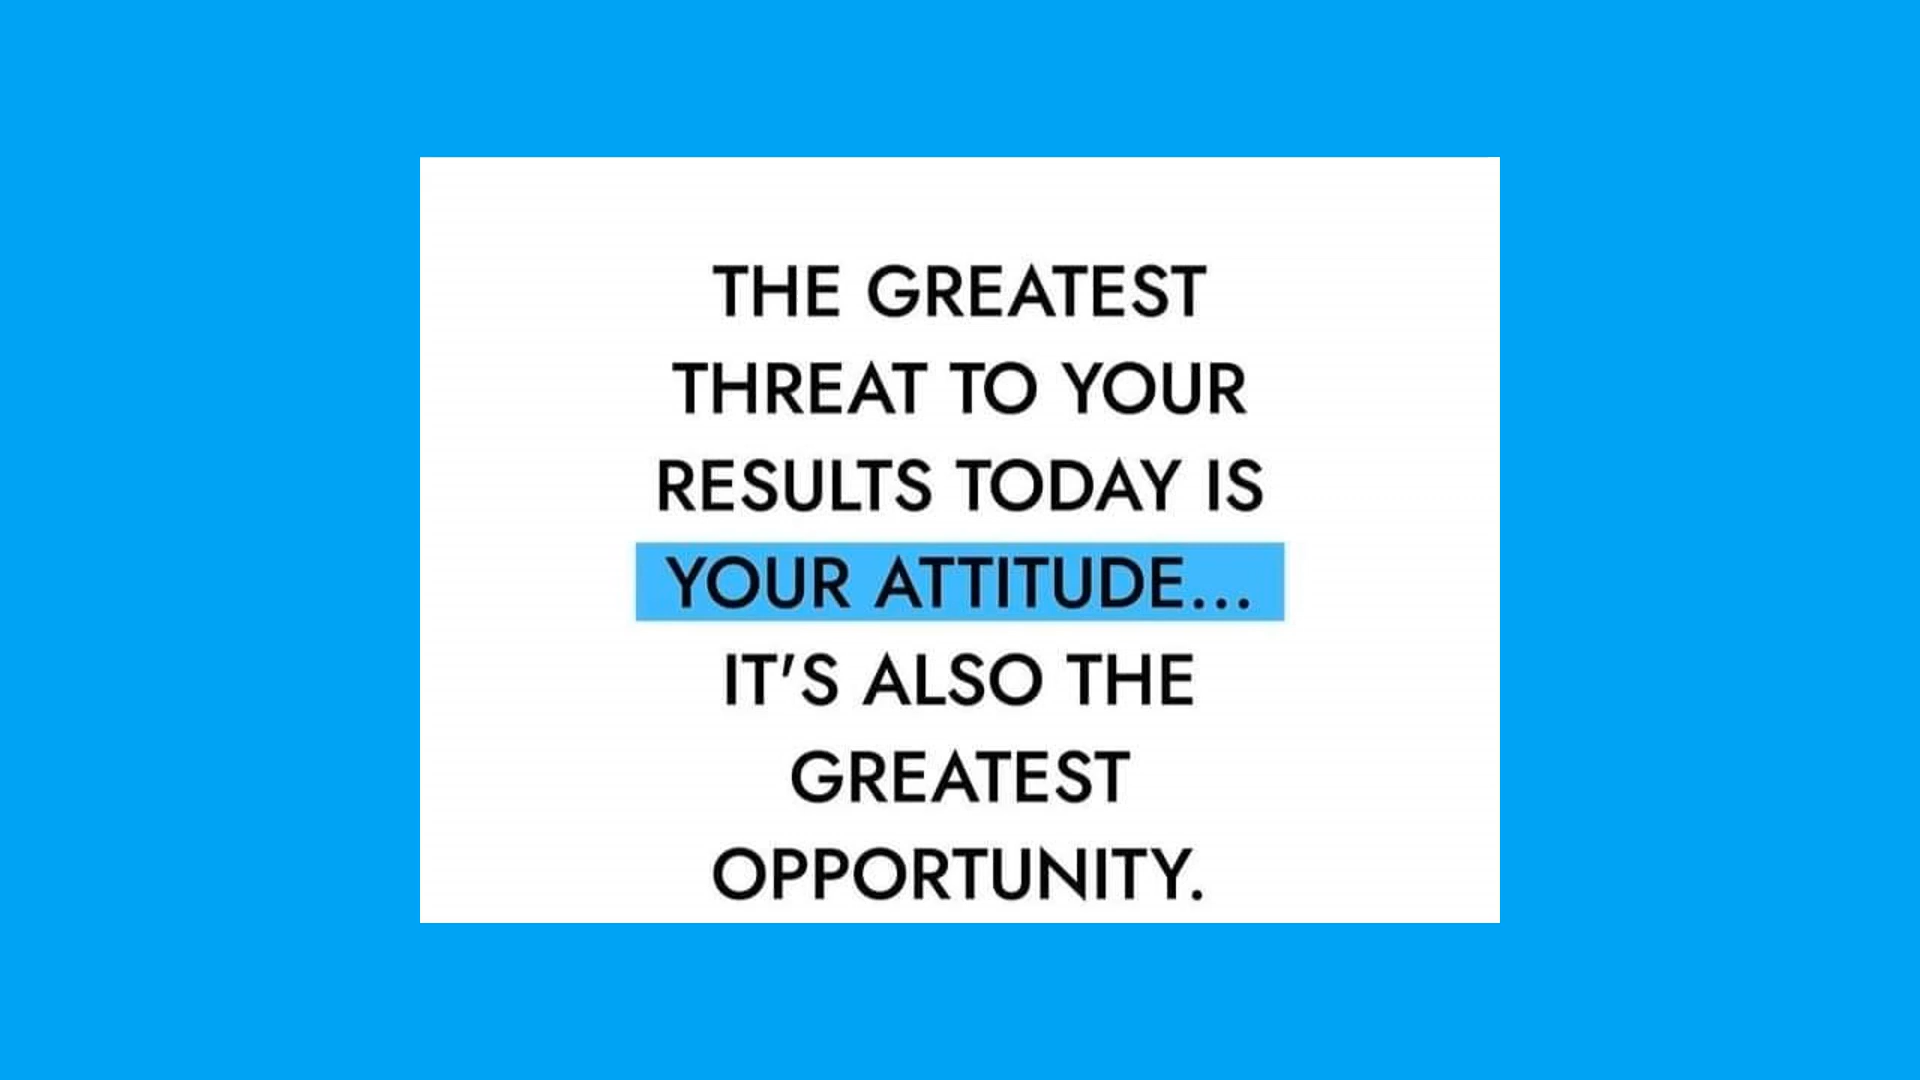 THE GREATEST
THREAT TO YOUR
RESULTS TODAY IS
YOUR ATTITUDE...
IT'S ALSO THE
GREATEST
OPPORTUNITY.